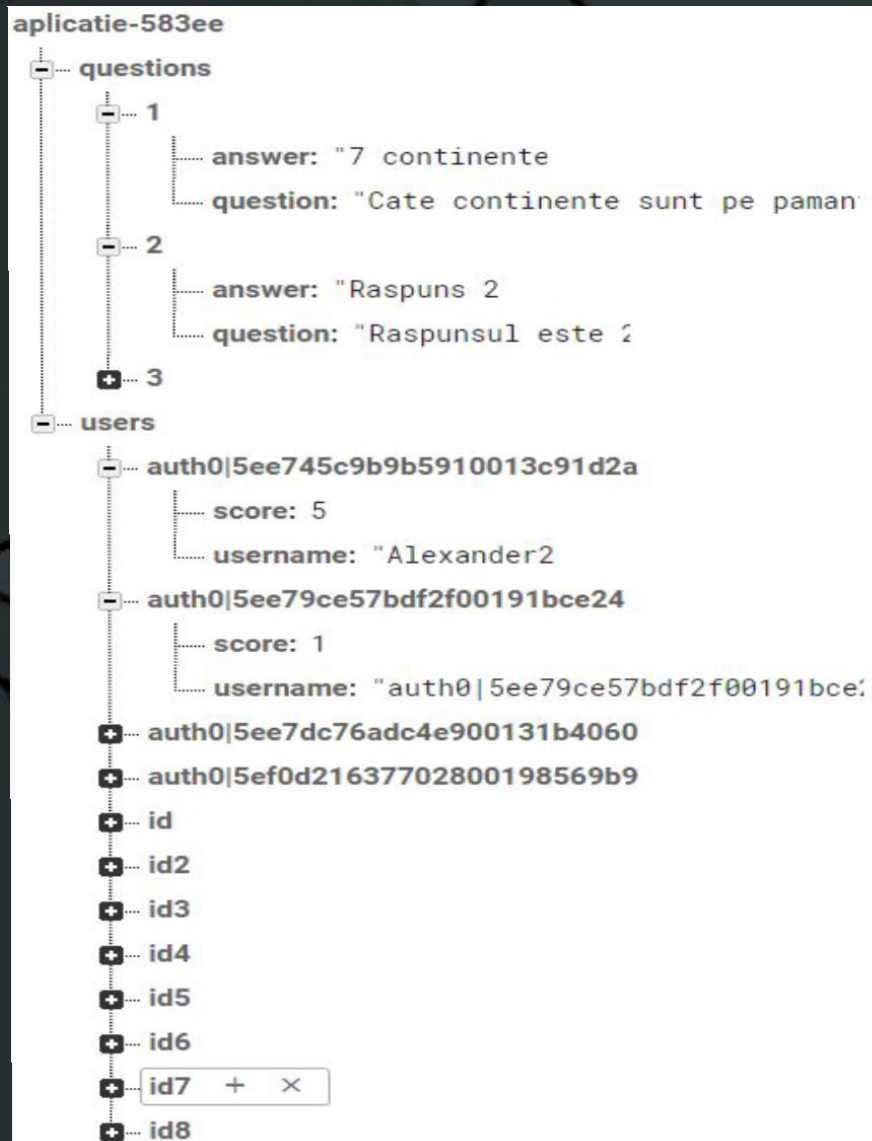 aplicatie-583ee
questions
1
answer: "7 continente
question: "Cate continente sunt pe paman
2
answer: "Raspuns 2
question: "Raspunsul este 2
3
users
auth0|5ee745c9b9b5910013c91d2a
score: 5
username: "Alexander2
auth0|5ee79ce57bdf2f00191bce24
score: 1
username: "auth0|5ee79ce57bdf2f00191bce2
auth0|5ee7dc76adc4e900131b4060
auth0|5ef0d21637702800198569b9
id
id2
id3
id4
id5
id6
id7 + ×
id8